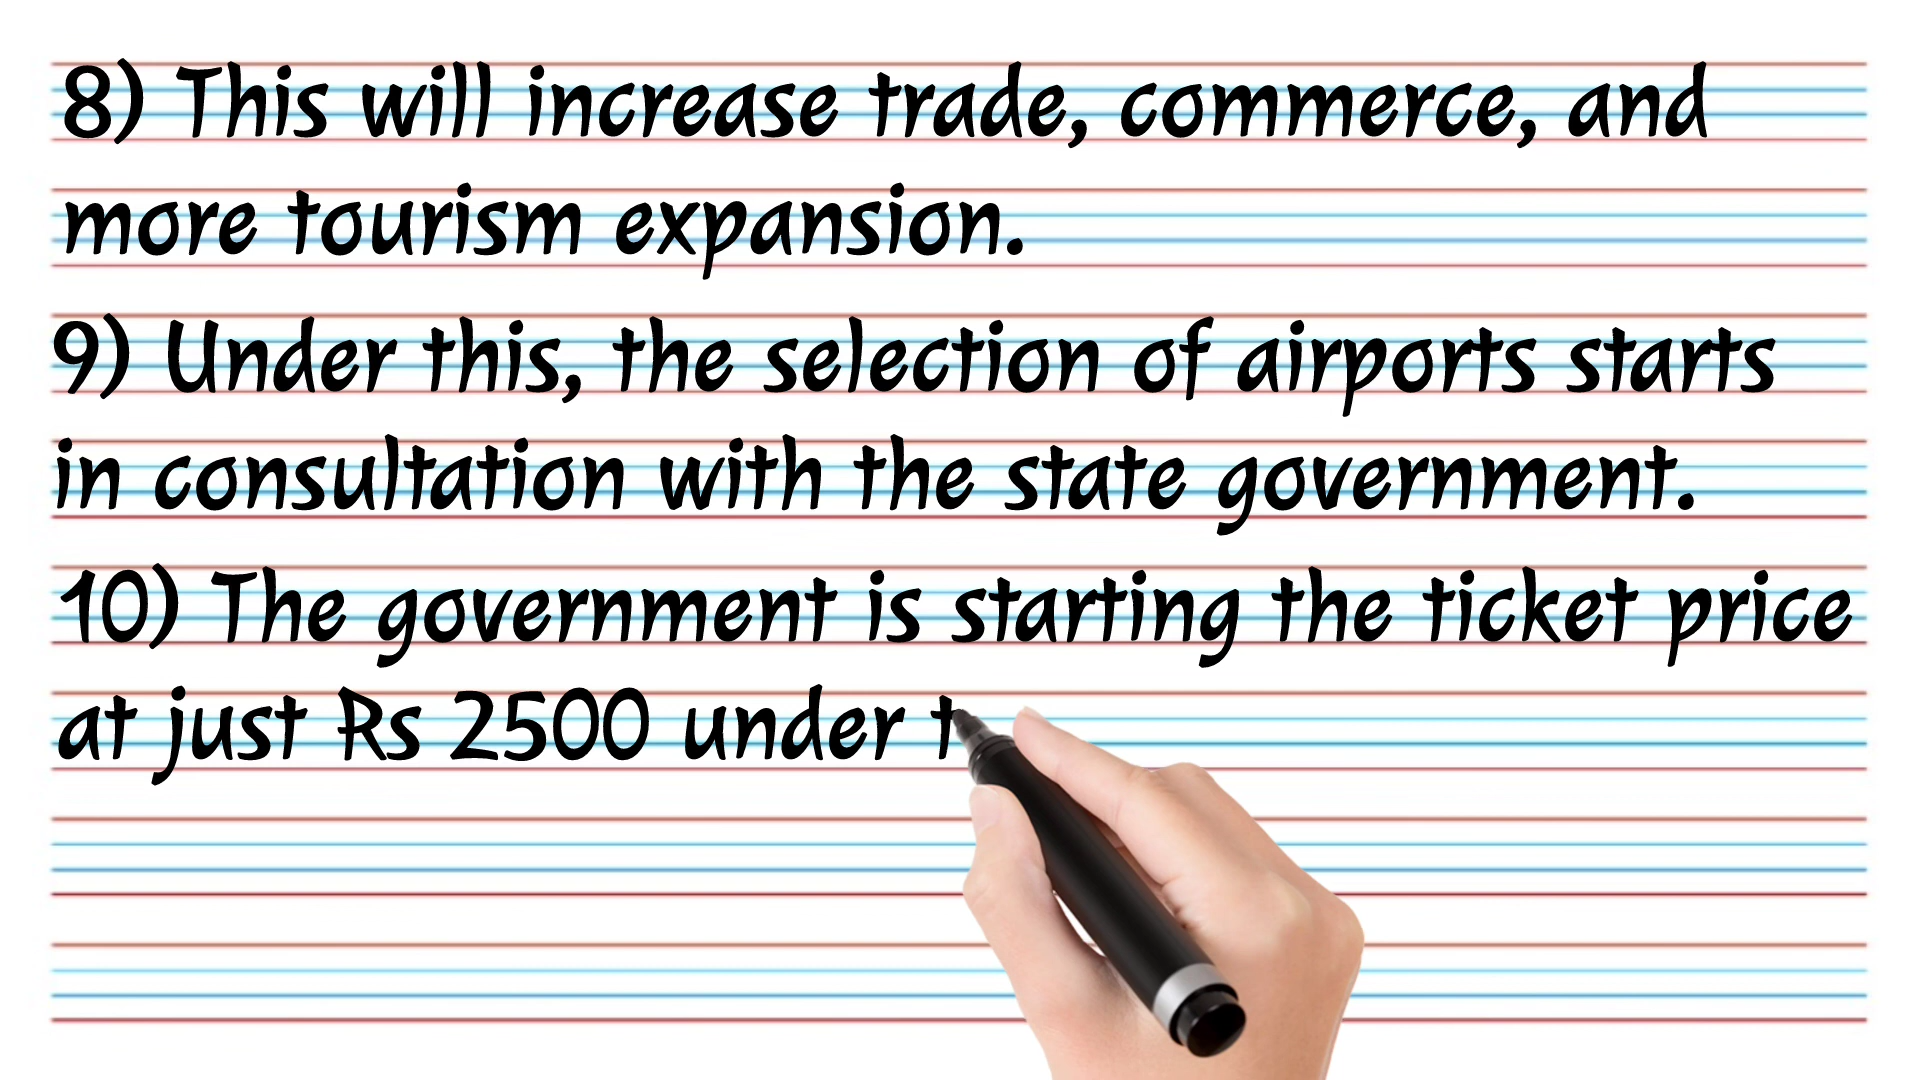 8) This will increase trade, commerce, and
more tourism expansion.
9) Under this, the selection of airports starts
in consultation with the state government.
10) The government is starting the ticket price
at just Rs 2500 under t